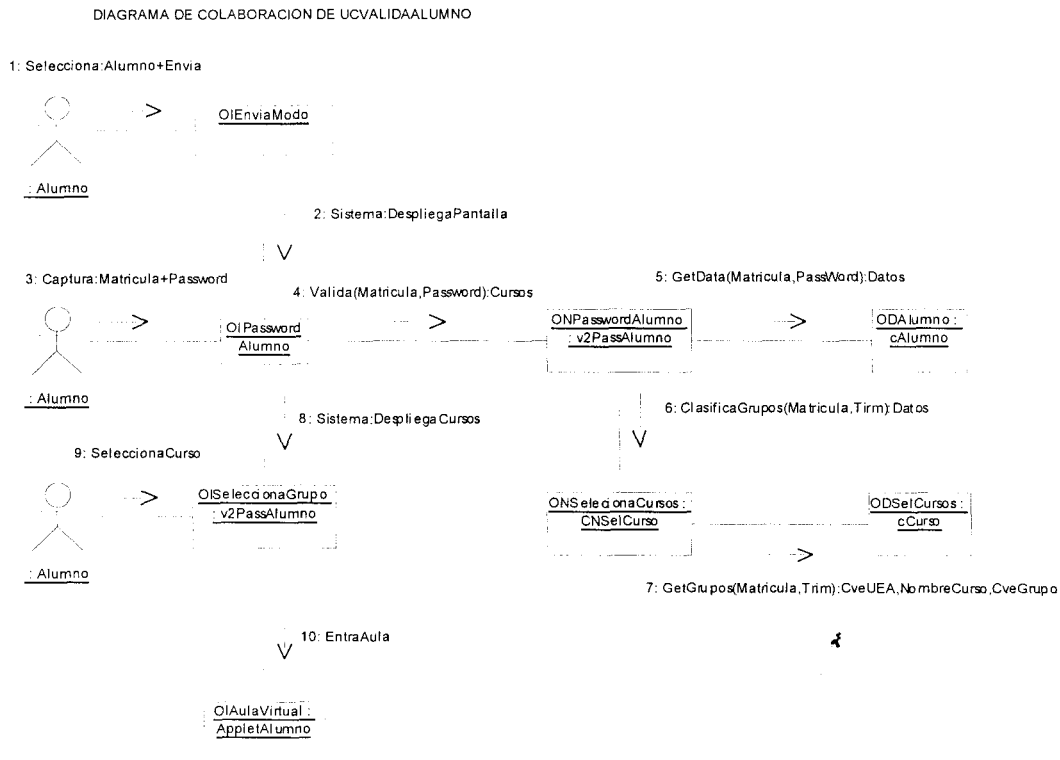 DIAGRAMA DE COLABORACION DE UCVALIDAALUMNO
1: Selecciona:Alumno+Envia
OIEnviaModo
: Alumno
2: Sistema:DespliegaPantalla
3: Captura:Matricula+Password
4: Valida(Matricula,Password):Cursos
5: GetData(Matricula,PassWord):Datos
OIPassword
Alumno
ONPasswordAlumno
: v2PassAlumno
ODAlumno :
cAlumno
: Alumno
8: Sistema:DespliegaCursos
6: ClasificaGrupos(Matricula,Tirm):Datos
9: SeleccionaCurso
OISeleccionaGrupo
: v2PassAlumno
ONSelecionaCursos :
CNSelCurso
ODSelCursos :
cCurso
: Alumno
7: GetGrupos(Matricula,Trim):CveUEA,NombreCurso,CveGrupo
10: EntraAula
OIAulaVirtual :
AppletAlumno